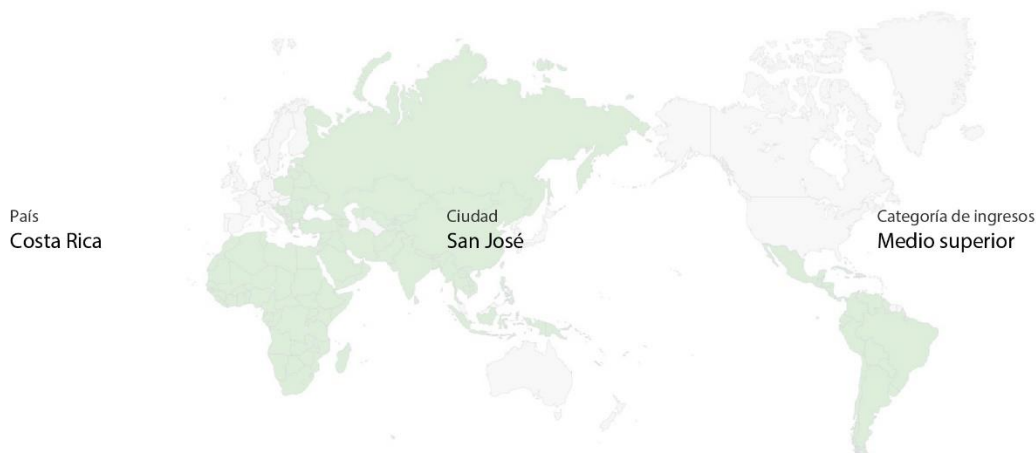 País
Costa Rica
Ciudad
San José
Categoría de ingresos
Medio superior